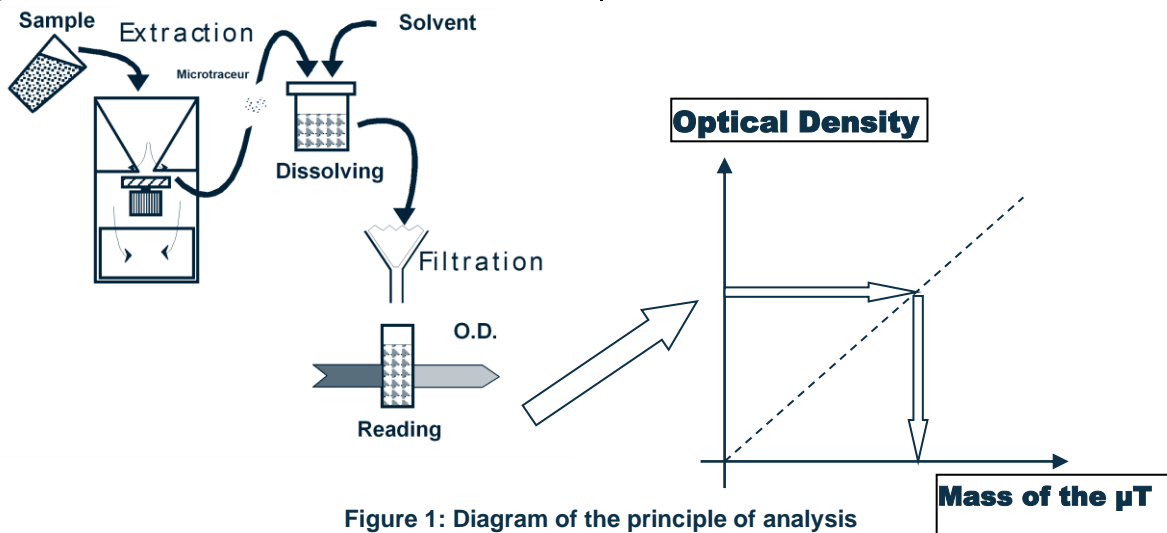 Sample
Extraction
Solvent
Microtraceur
Dissolving
Filtration
O.D.
Reading
Optical Density
Mass of the µT
Figure 1: Diagram of the principle of analysis